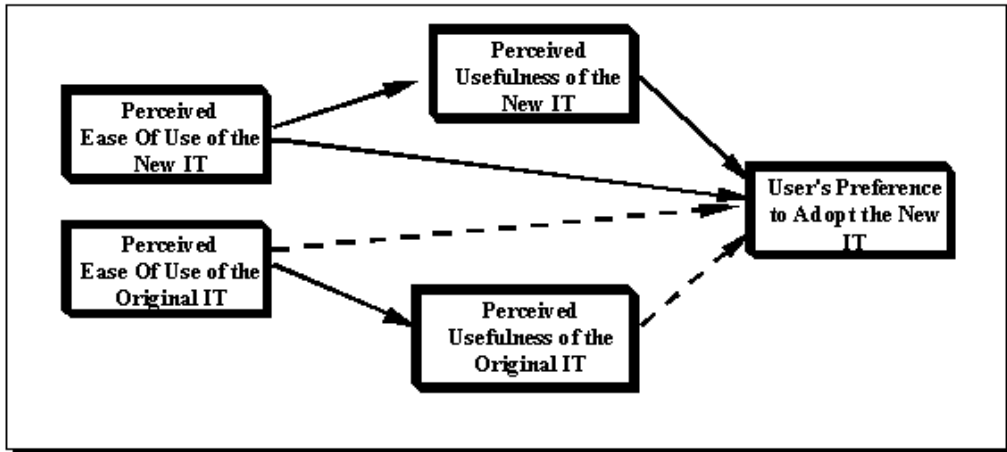 Perceived
Usefulness of the
New IT
Perceived
Ease Of Use of the
New IT
User's Preference
to Adopt the New
IT
Perceived
Ease Of Use of the
Original IT
Perceived
Usefulness of the
Original IT